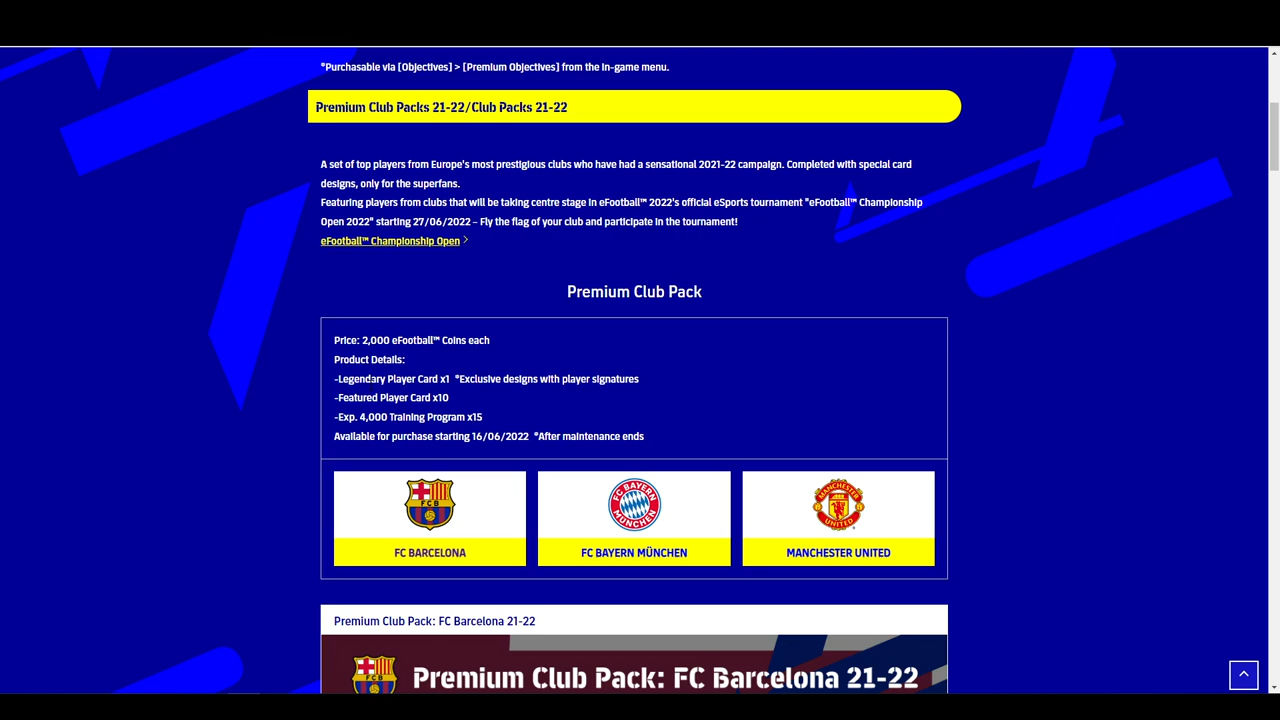 *Purchasable via [Objectives] > [Premium Objectives] from the in-game menu.
Premium Club Packs 21-22/Club Packs 21-22
A set of top players from Europe's most prestigious clubs who have had a sensational 2021-22 campaign. Completed with special card
designs, only for the superfans.
Featuring players from clubs that will be taking centre stage in eFootball™ 2022's official eSports tournament "eFootball™ Championship
Open 2022" starting 27/06/2022 – Fly the flag of your club and participate in the tournament!
eFootball™ Championship Open >
Premium Club Pack
Price: 2,000 eFootball™ Coins each
Product Details:
-Legendary Player Card x1 *Exclusive designs with player signatures
-Featured Player Card x10
-Exp. 4,000 Training Program x15
Available for purchase starting 16/06/2022 *After maintenance ends
FCB
FC BAYERN MÜNCHEN
MANCHESTER UNITED
FC BARCELONA
FC BAYERN MÜNCHEN
MANCHESTER UNITED
Premium Club Pack: FC Barcelona 21-22
Premium Club Pack: FC Barcelona 21-22